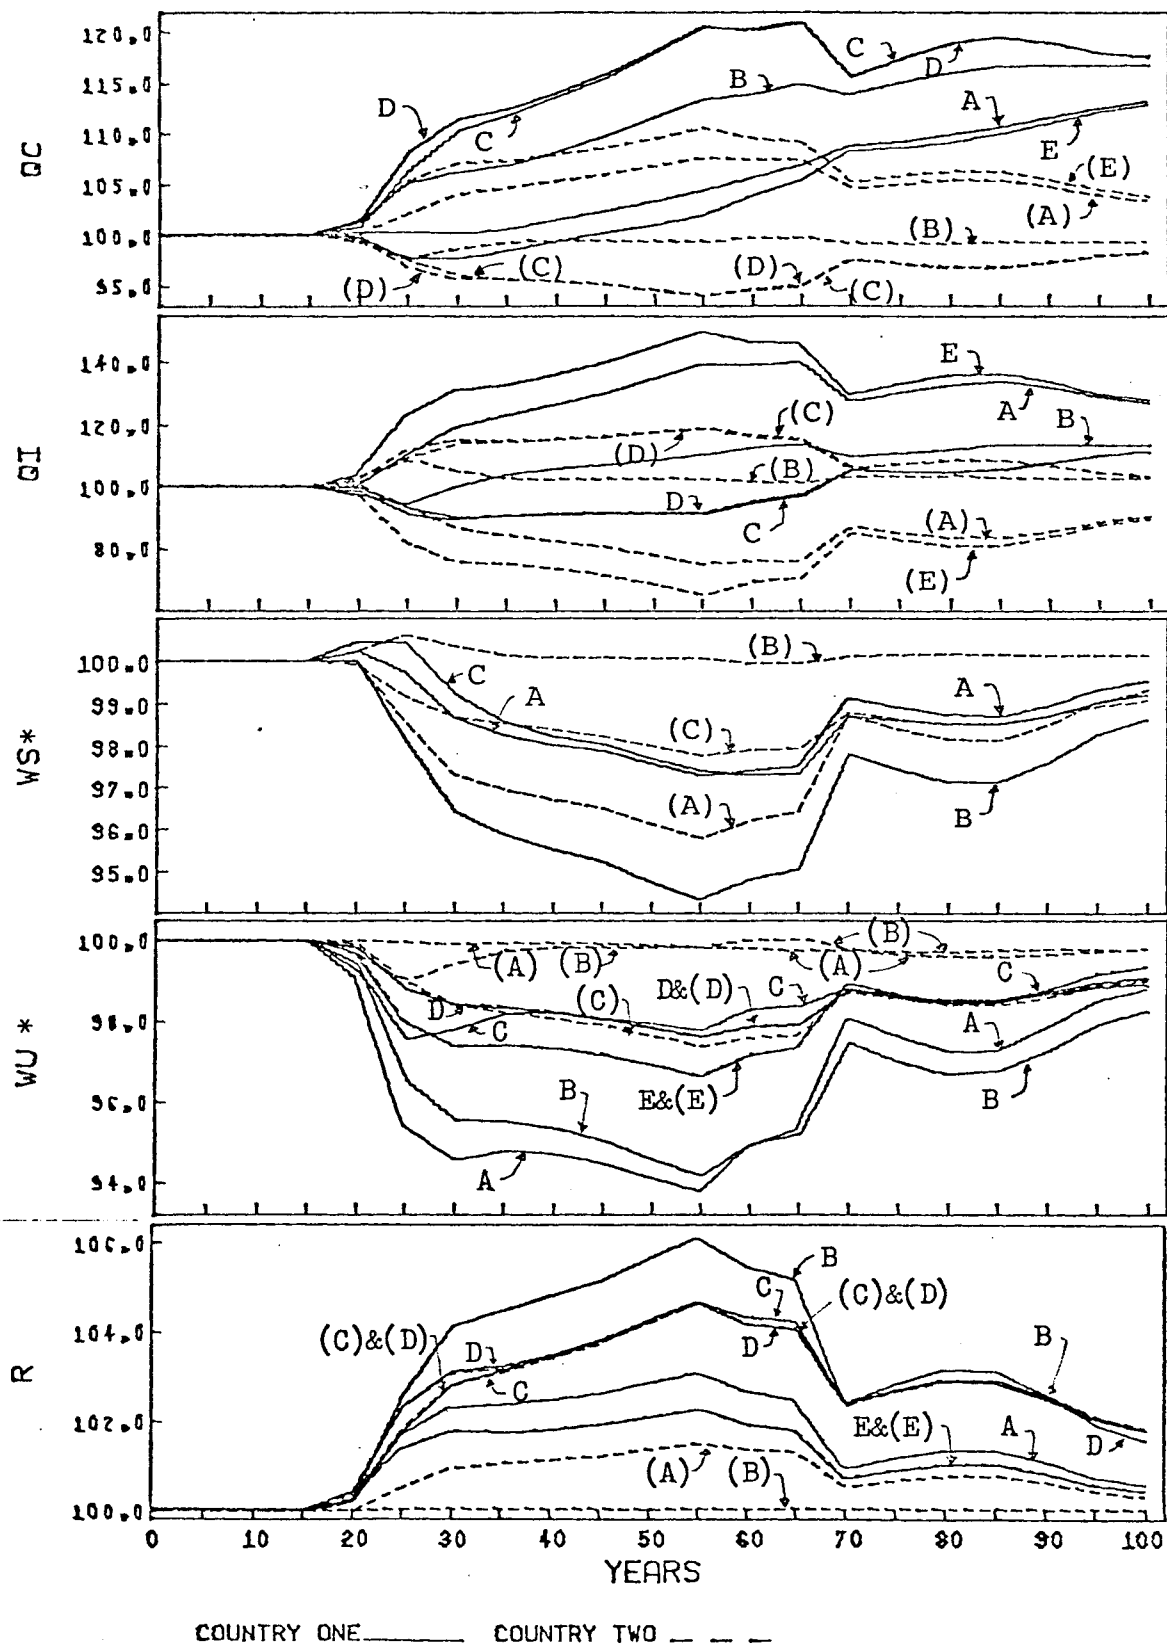 120.0
115.0
110.0
105.0
100.0
95.0
QC
D
C
B
C
D
A
E
(E)
(A)
(B)
(D)
(C)
(D)
(C)
140.0
120.0
100.0
80.0
QI
E
A
B
(C)
(D)
(B)
D
C
(A)
(E)
100.0
99.0
98.0
97.0
96.0
95.0
WS*
(B)
C
A
A
(C)
(A)
B
100.0
98.0
96.0
94.0
WU *
(B)
(A) (B)
(A)
D
C
(C)
D&(D)
C
C
E&(E)
B
A
A
B
106.0
104.0
102.0
100.0
R
B
C
(C)&(D)
D
(C)&(D)
D
C
B
E&(E)
A
D
(A)
(B)
0 10 20 30 40 50 60 70 80 90 100
YEARS
COUNTRY ONE COUNTRY TWO